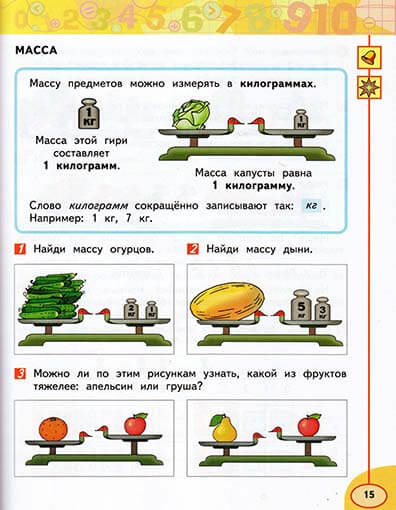 0 2 3 4 5 6 7 8 9 10
МАССА
Массу предметов можно измерять в килограммах.
1
КГ
1
КГ
Масса этой гири
составляет
1 килограмм.
Масса капусты равна
1 килограмму.
Слово килограмм сокращённо записывают так: кг .
Например: 1 кг, 7 кг.
1 Найди массу огурцов.
2 Найди массу дыни.
2
КГ
1
КГ
5
КГ
3
КГ
3 Можно ли по этим рисункам узнать, какой из фруктов
тяжелее: апельсин или груша?
15